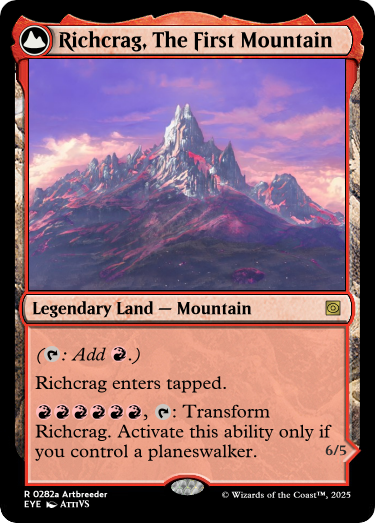 Richcrag, The First Mountain
Legendary Land — Mountain
(: Add .)
Richcrag enters tapped.
, : Transform
Richcrag. Activate this ability only if
you control a planeswalker.
6/5
R 0282a Artbreeder
EYE AttiVS
© Wizards of the Coast™, 2025